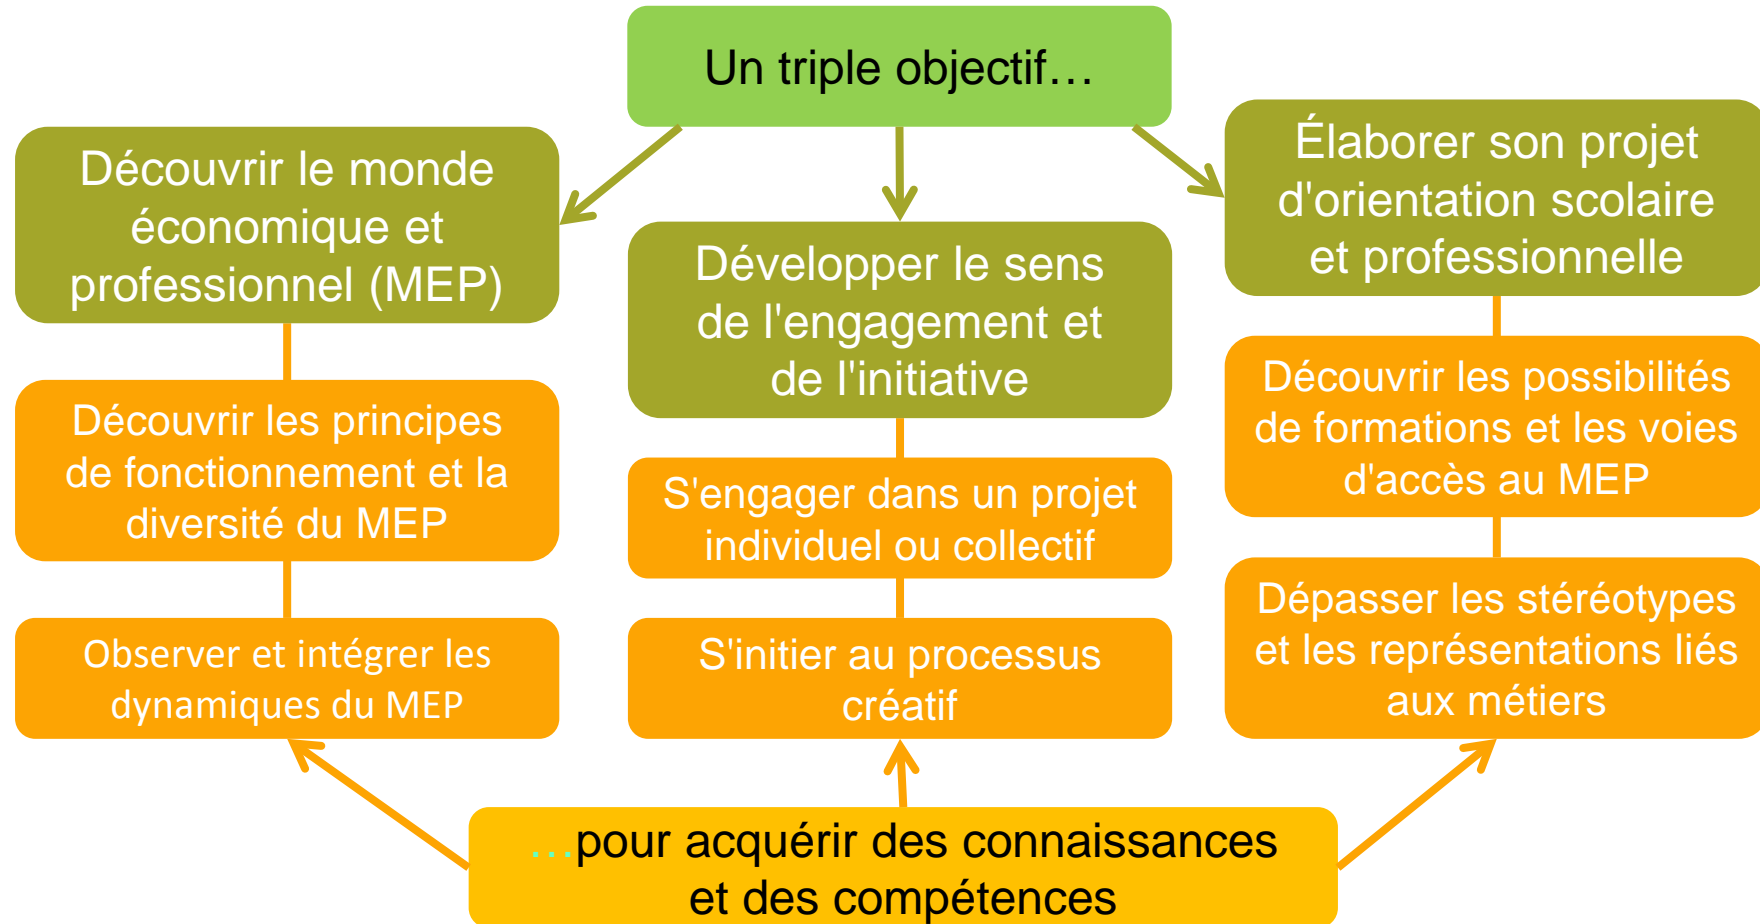 Un triple objectif…
Découvrir le monde
économique et
professionnel (MEP)
Développer le sens
de l'engagement et
de l'initiative
Élaborer son projet
d'orientation scolaire
et professionnelle
Découvrir les principes
de fonctionnement et la
diversité du MEP
S'engager dans un projet
individuel ou collectif
Découvrir les possibilités
de formations et les voies
d'accès au MEP
Observer et intégrer les
dynamiques du MEP
S'initier au processus
créatif
Dépasser les stéréotypes
et les représentations liés
aux métiers
…pour acquérir des connaissances
et des compétences